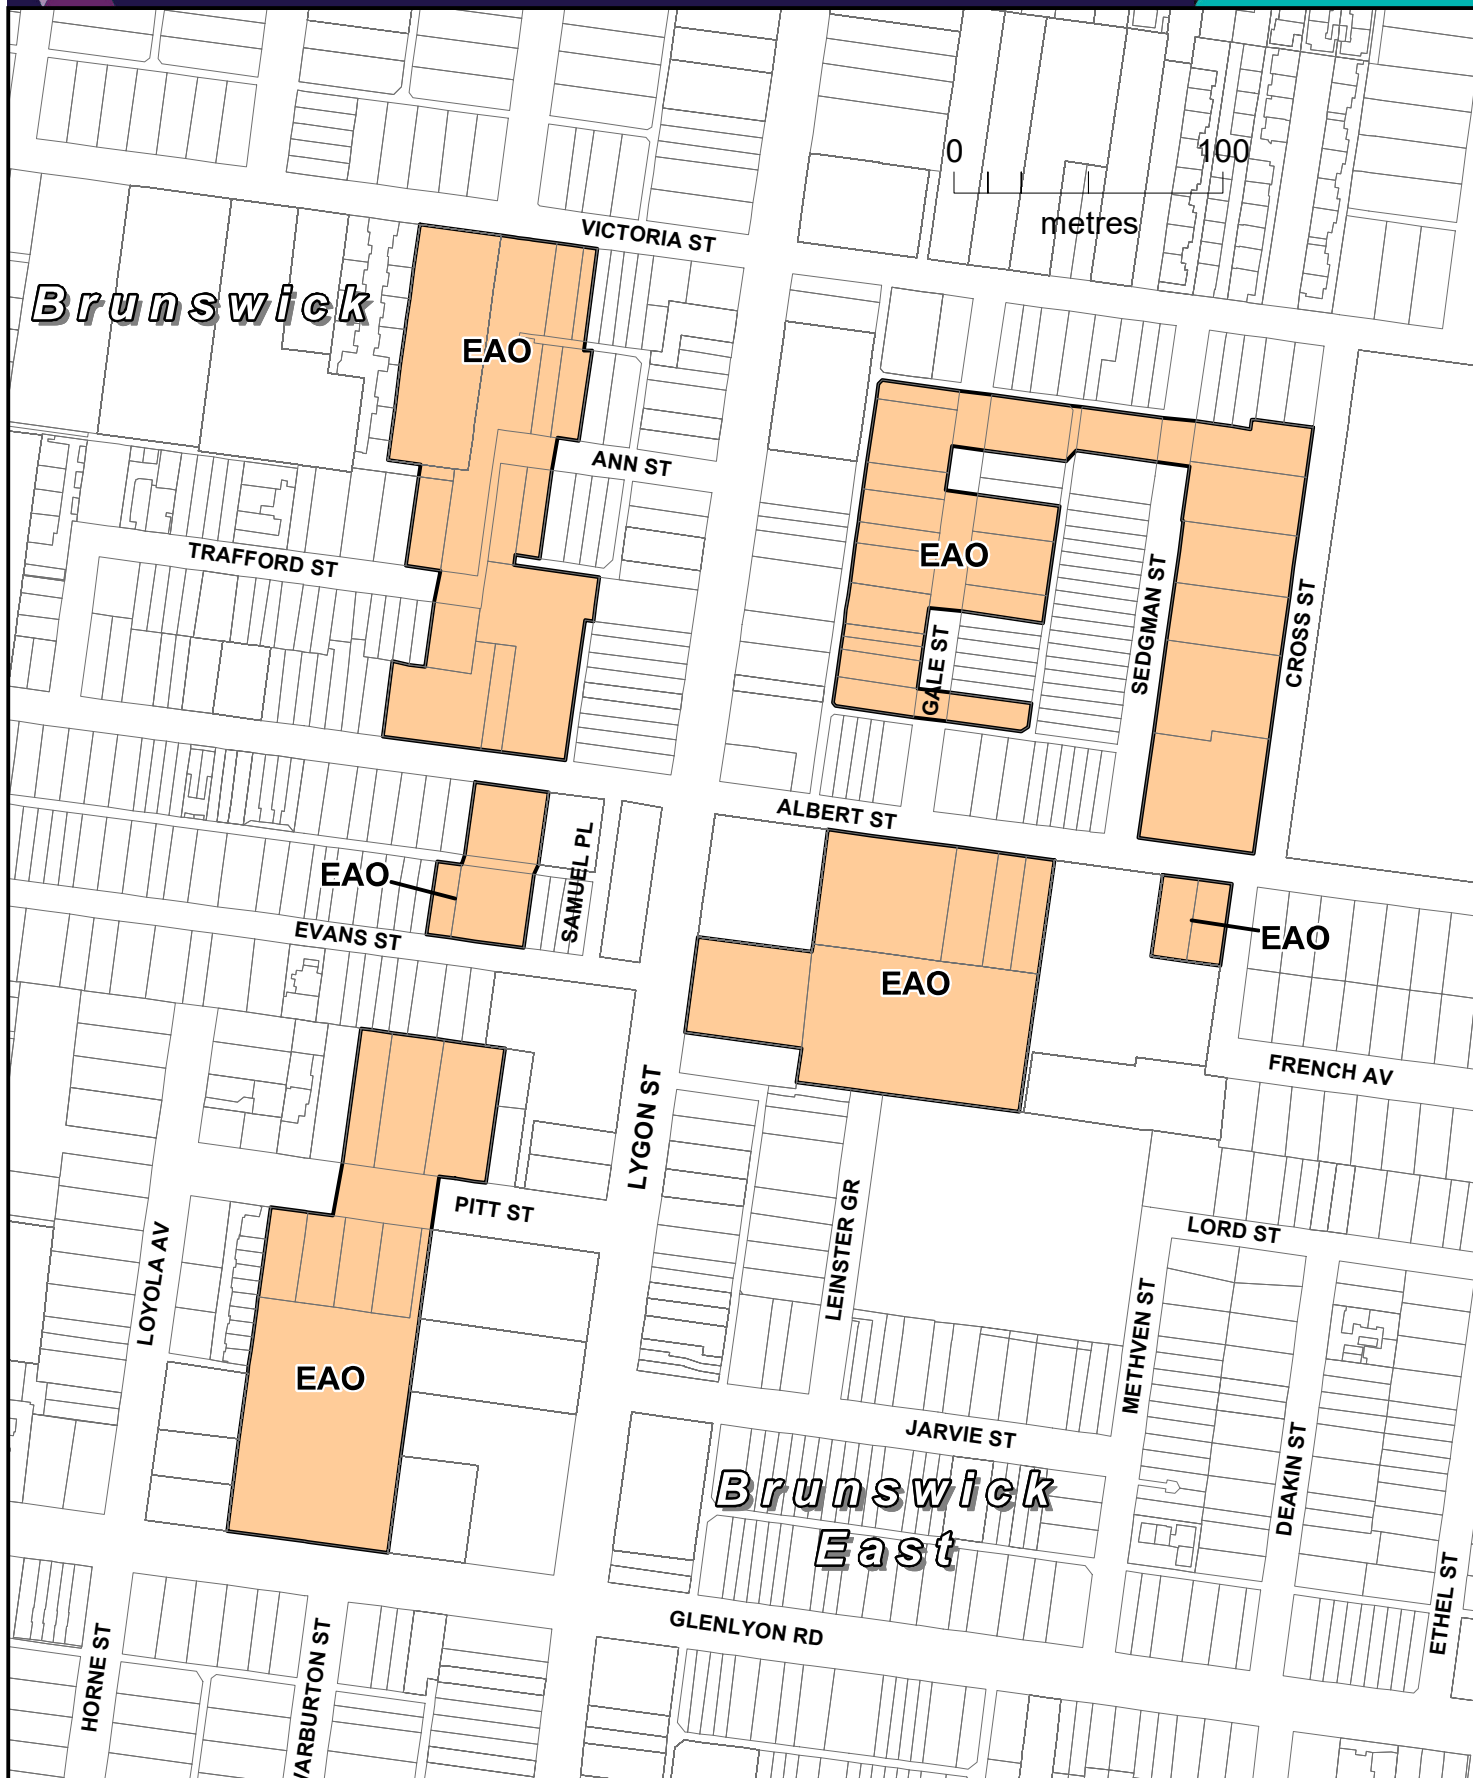 0 100
metres
VICTORIA ST
Brunswick
EAO
ANN ST
TRAFFORD ST
EAO
GALE ST
SEDGMAN ST
CROSS ST
ALBERT ST
SAMUEL PL
EAO
EVANS ST
EAO
EAO
FRENCH AV
LYGON ST
PITT ST
LEINSTER GR
LORD ST
LOYOLA AV
METHVEN ST
EAO
JARVIE ST
DEAKIN ST
Brunswick
East
ETHEL ST
GLENLYON RD
HORNE ST
WARBURTON ST